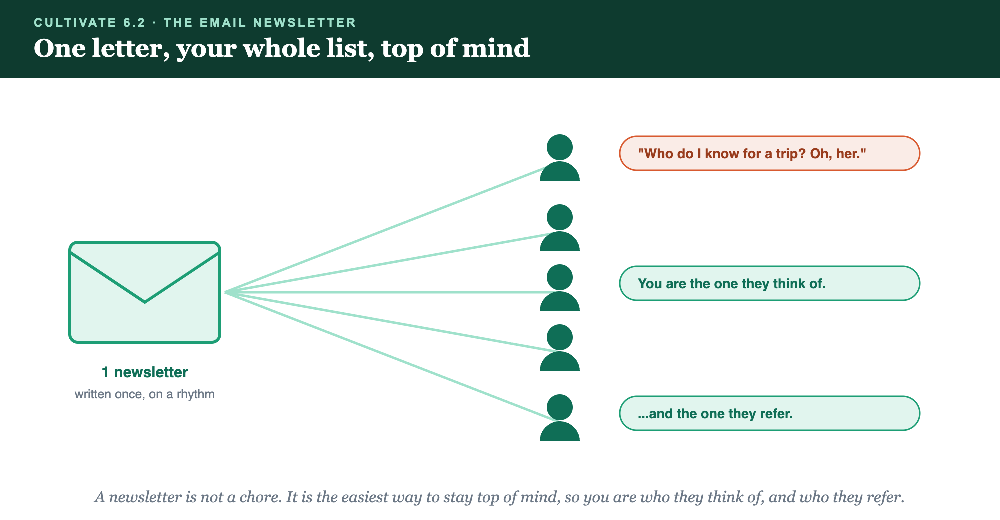 CULTIVATE 6.2 · THE EMAIL NEWSLETTER
One letter, your whole list, top of mind
"Who do I know for a trip? Oh, her."
You are the one they think of.
1 newsletter
written once, on a rhythm
...and the one they refer.
A newsletter is not a chore. It is the easiest way to stay top of mind, so you are who they think of, and who they refer.